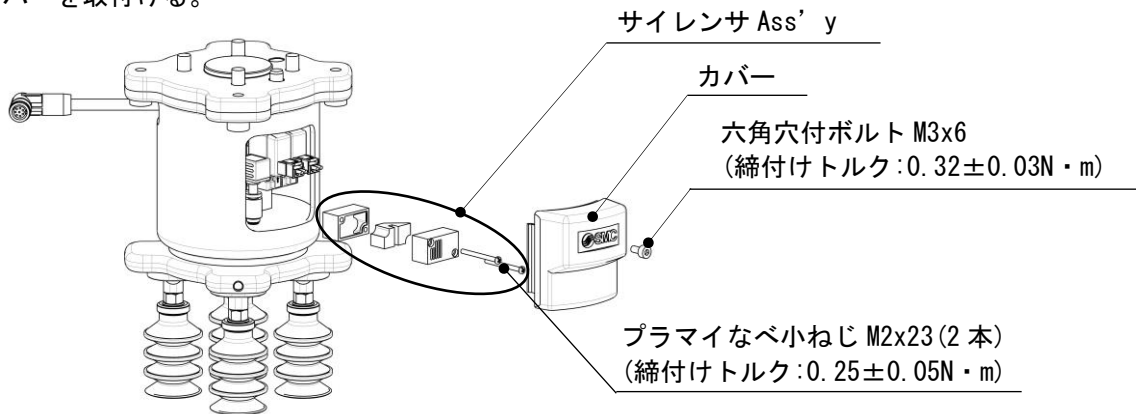 バーを取付ける。
サイレンサ Ass’y
カバー
六角穴付ボルト M3x6
(締付けトルク:0.32±0.03N・m)
SMC
プラマイなべ小ねじ M2x23(2 本)
(締付けトルク:0.25±0.05N・m)